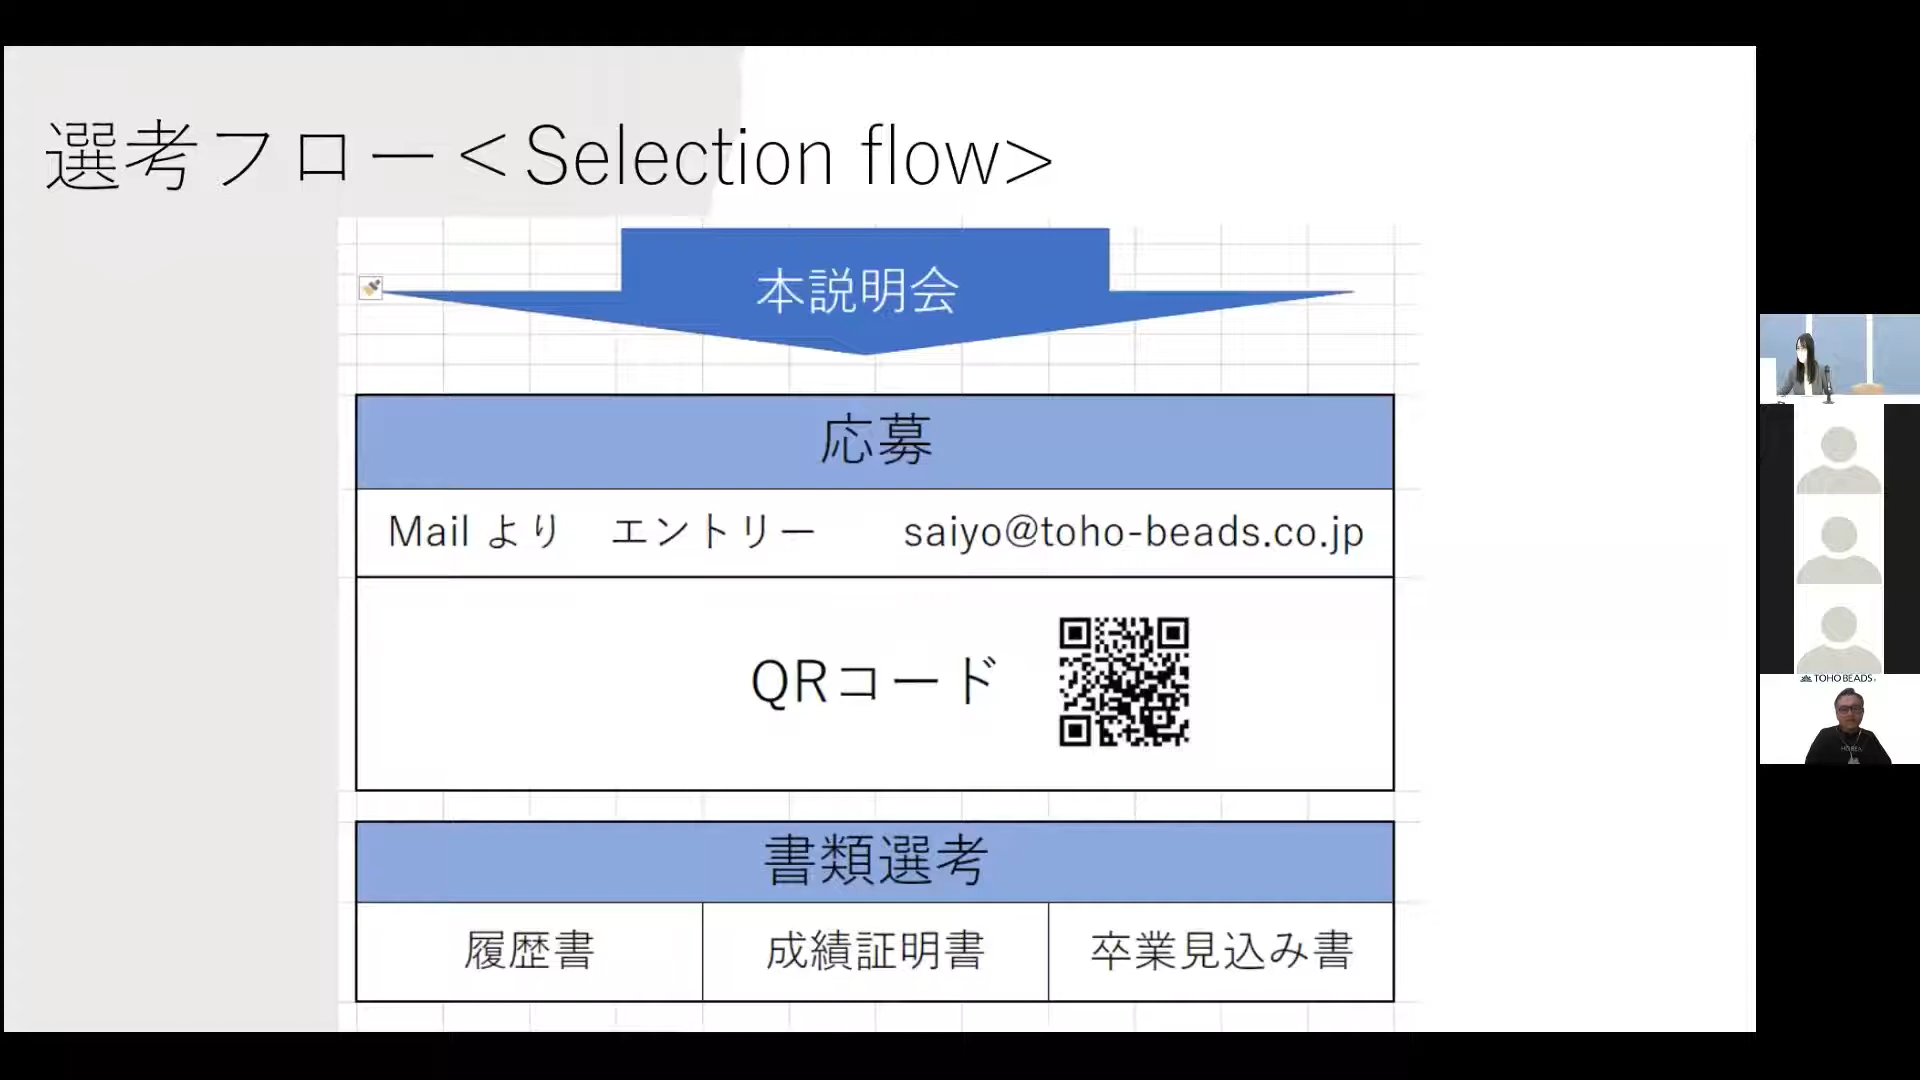 選考フロー＜Selection flow>
本説明会
応募
Mail より　エントリー　　saiyo@toho-beads.co.jp
QRコード
書類選考
履歴書　成績証明書　卒業見込み書
TOHO BEADS